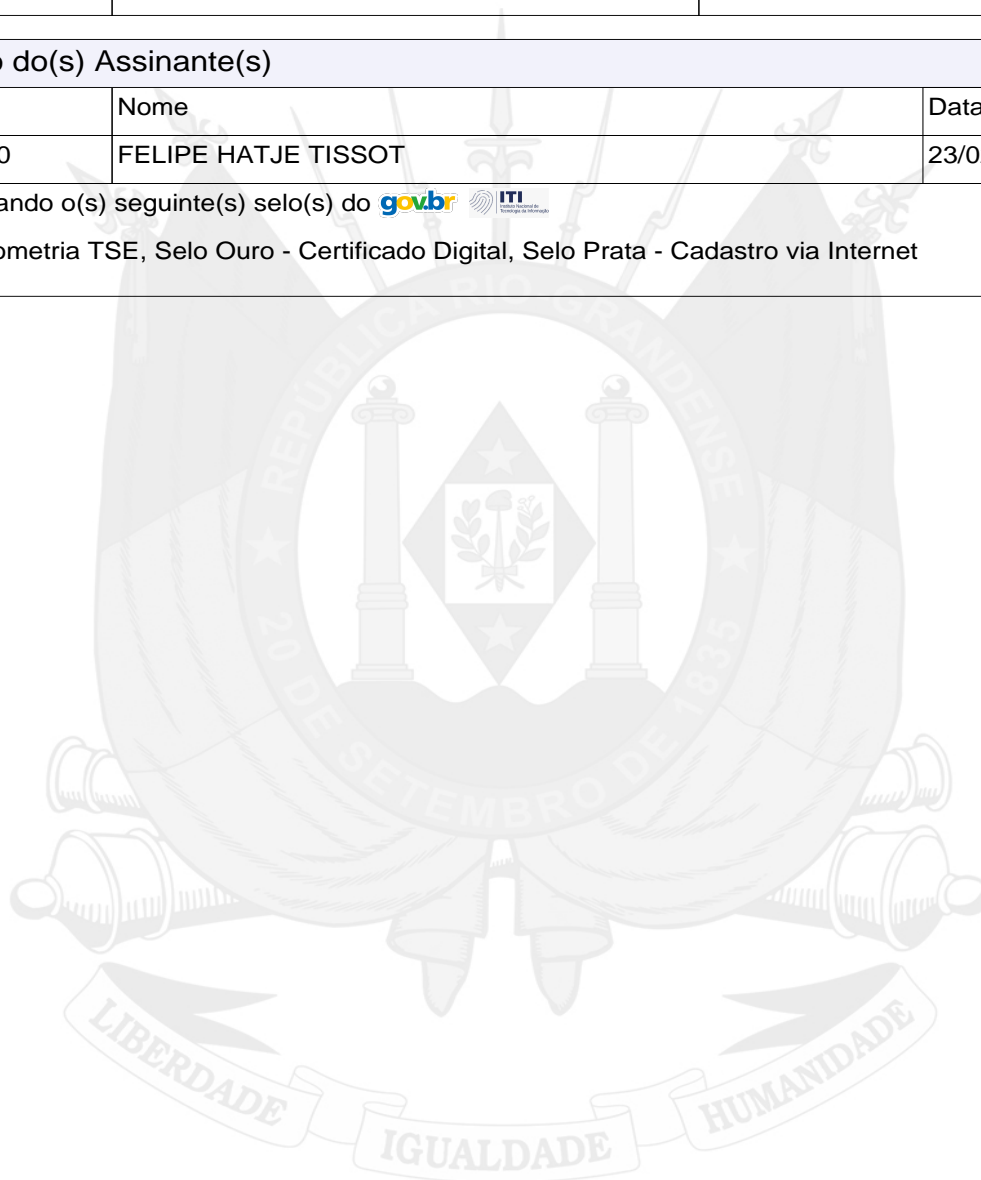 o do(s) Assinante(s)
Nome
Data
0
FELIPE HATJE TISSOT
23/0
ando o(s) seguinte(s) selo(s) do gov.br ITI
ometria TSE, Selo Ouro - Certificado Digital, Selo Prata - Cadastro via Internet
REPÚBLICA RIO GRANDENSE
20 DE SETEMBRO DE 1835
LIBERDADE
IGUALDADE
HUMANIDADE